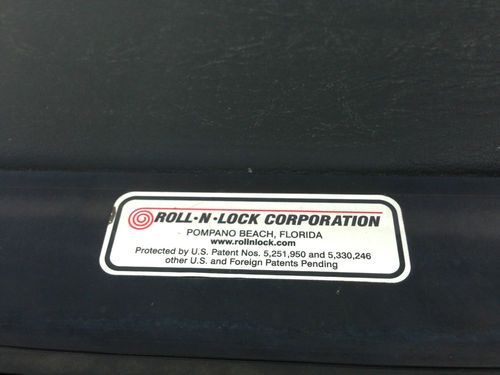 ROLL-N-LOCK CORPORATION
POMPANO BEACH, FLORIDA
www.rollnlock.com
Protected by U.S. Patent Nos. 5,251,950 and 5,330,246
other U.S. and Foreign Patents Pending